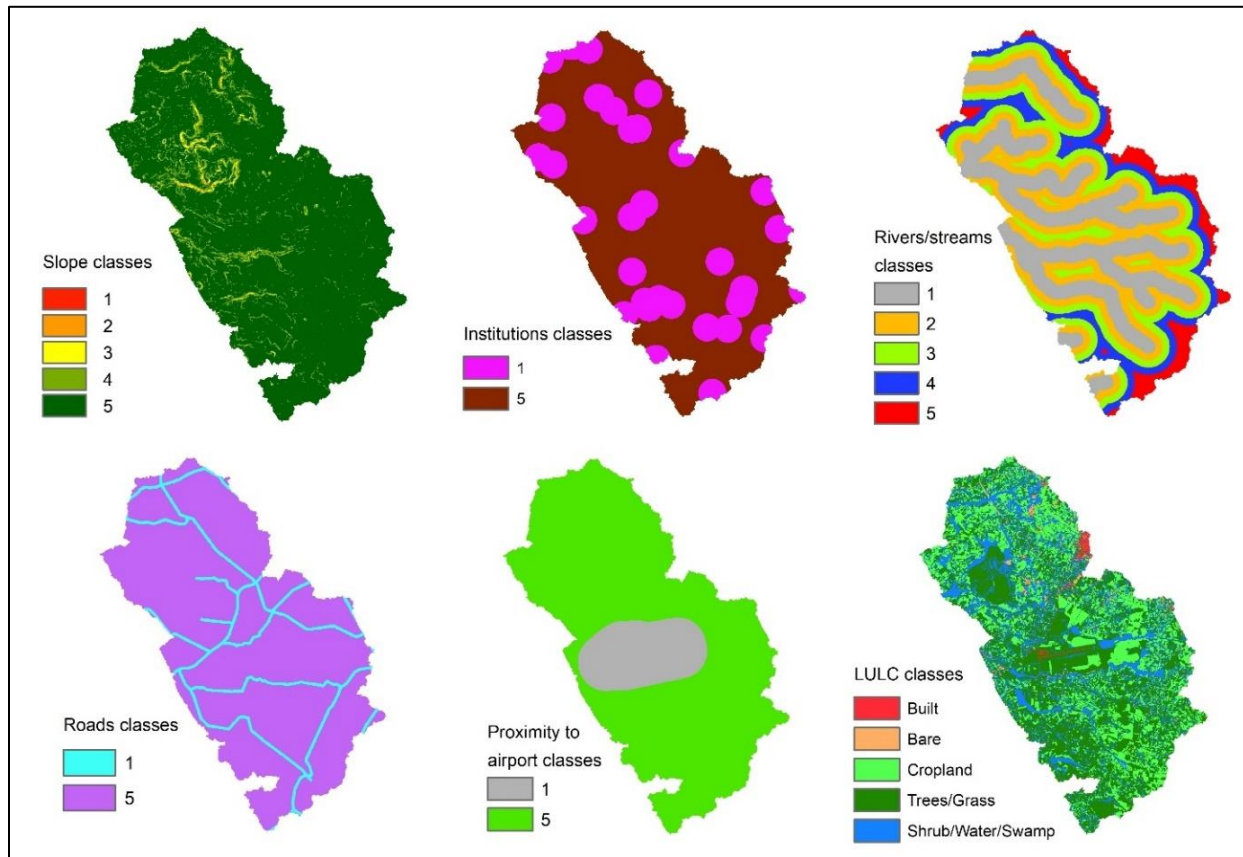 Slope classes
1
2
3
4
5
Institutions classes
1
5
Rivers/streams
classes
1
2
3
4
5
Roads classes
1
5
Proximity to
airport classes
1
5
LULC classes
Built
Bare
Cropland
Trees/Grass
Shrub/Water/Swamp